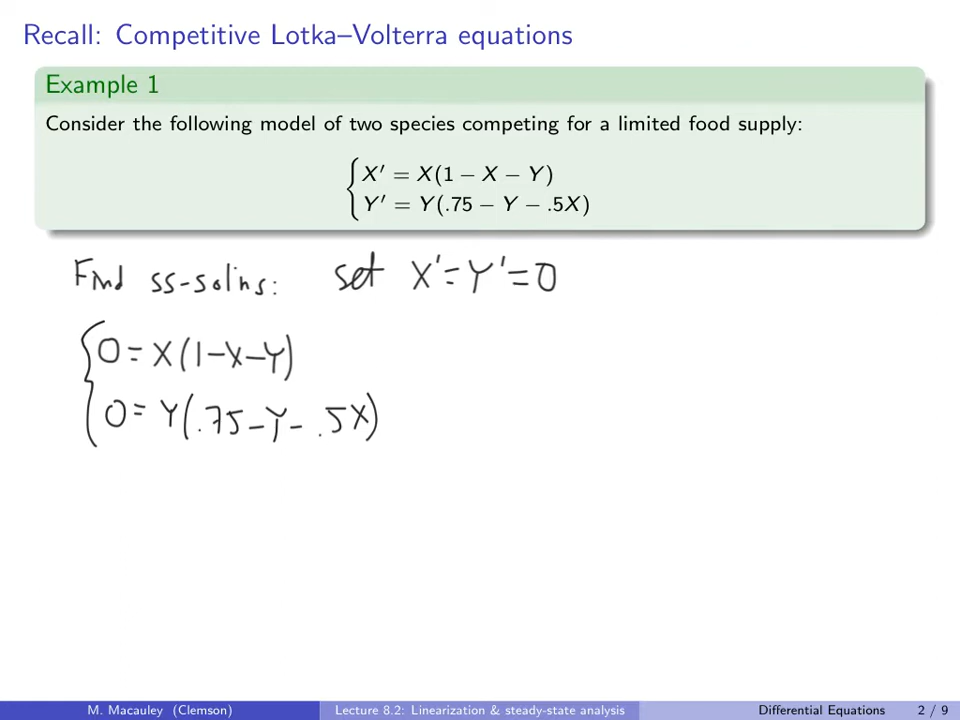 Recall: Competitive Lotka–Volterra equations
Example 1
Consider the following model of two species competing for a limited food supply:
X′ = X(1 − X − Y)
Y′ = Y(.75 − Y − .5X)
Find ss-solns: set X'=Y'=0
0=X(1-X-Y)
0=Y(.75-Y-.5X)
M. Macauley (Clemson) Lecture 8.2: Linearization & steady-state analysis Differential Equations 2 / 9